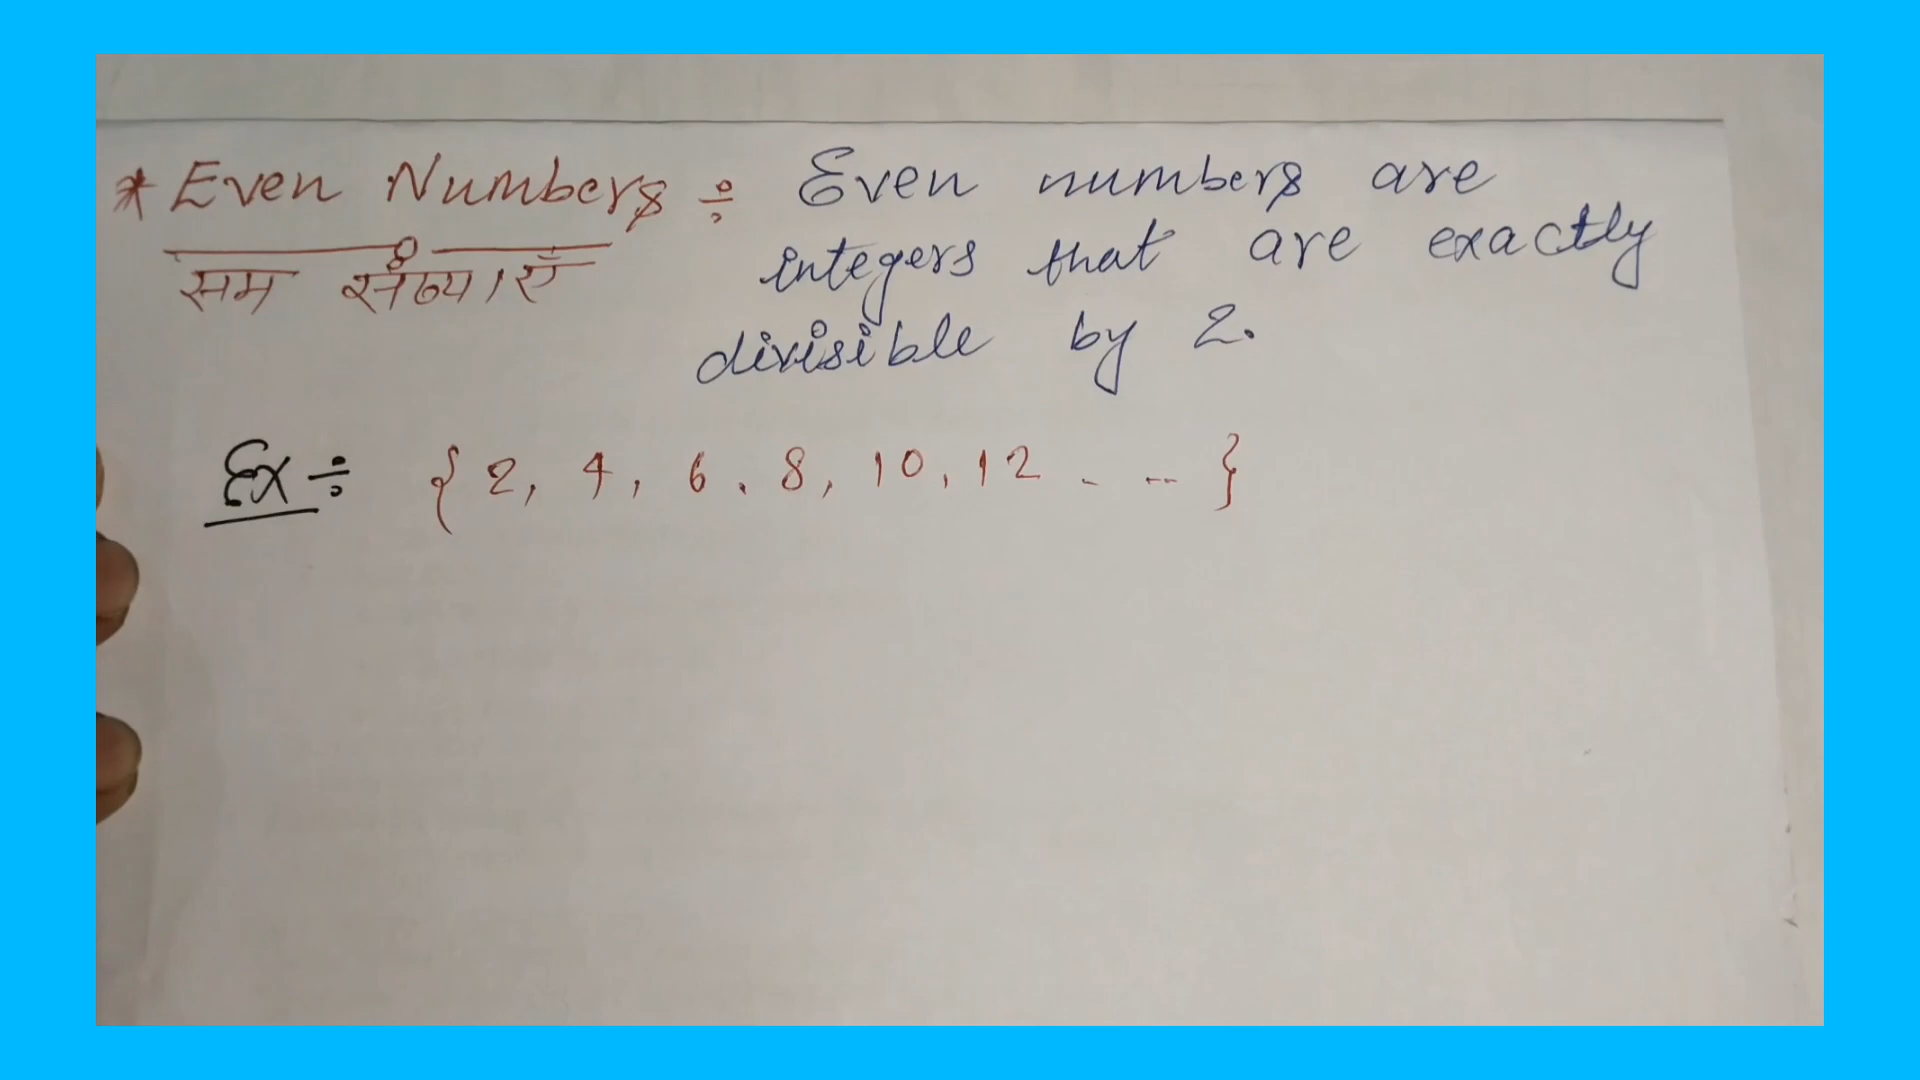 * Even Numbers ÷ Even numbers are
सम संख्याएँ integers that are exactly
divisible by 2.
Ex ÷ { 2, 4, 6, 8, 10, 12 - -- }